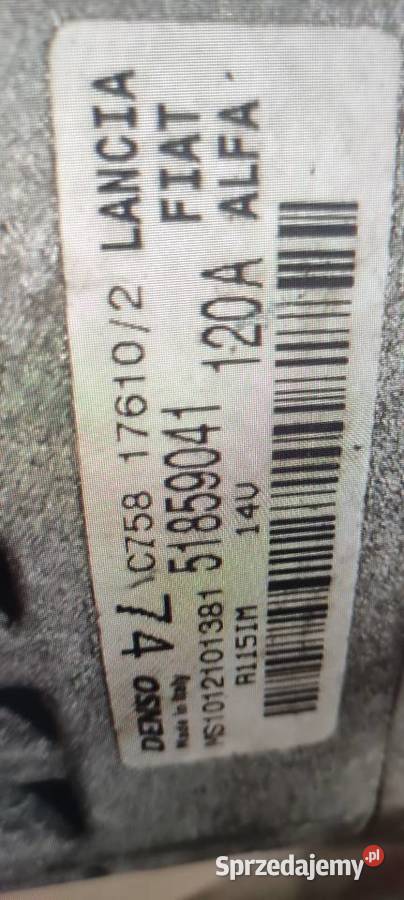 DENSO 74 \C758 17610/2 LANCIA
Made in Italy 51859041 FIAT
MS1012101381 120A ALFA
A115IM 14V
Sprzedajemy.pl